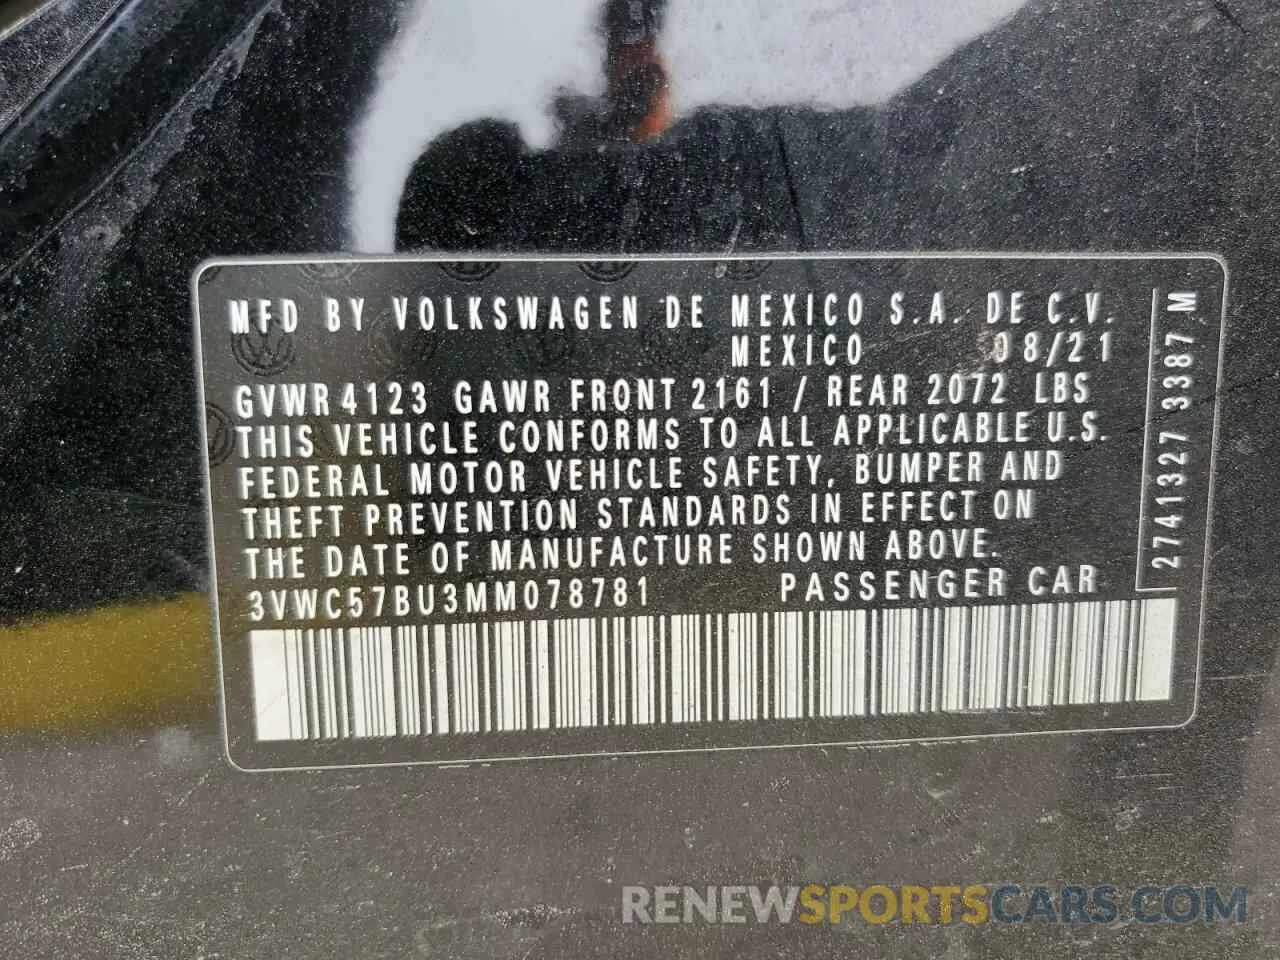 MFD BY VOLKSWAGEN DE MEXICO S.A. DE C.V.
MEXICO 08/21
GVWR 4123 GAWR FRONT 2161 / REAR 2072 LBS
THIS VEHICLE CONFORMS TO ALL APPLICABLE U.S.
FEDERAL MOTOR VEHICLE SAFETY, BUMPER AND
THEFT PREVENTION STANDARDS IN EFFECT ON
THE DATE OF MANUFACTURE SHOWN ABOVE.
3VWC57BU3MM078781 PASSENGER CAR
2741327 3387 M
RENEWSPORTSCARS.COM